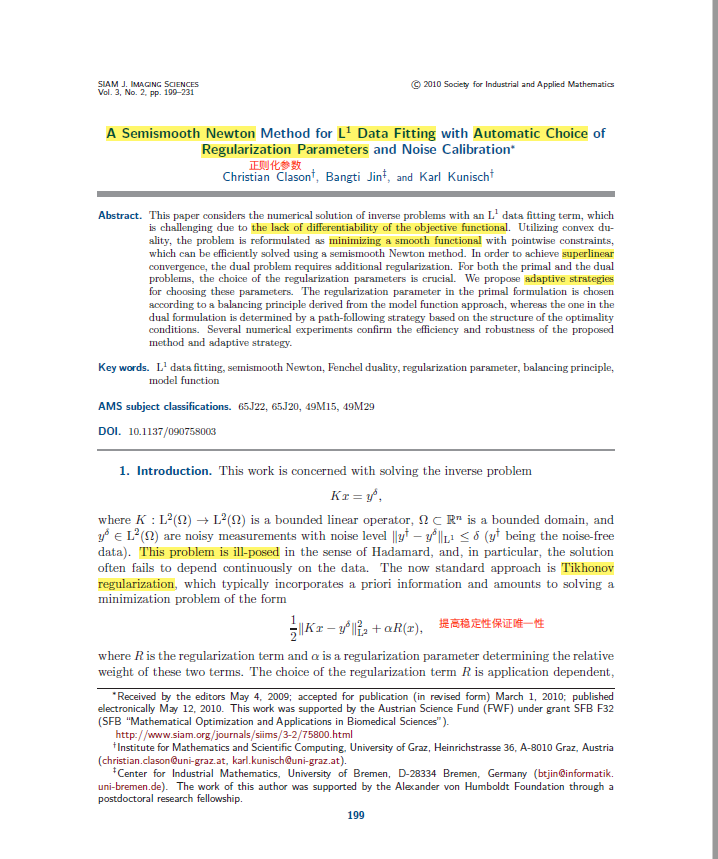 SIAM J. IMAGING SCIENCES
Vol. 3, No. 2, pp. 199–231
© 2010 Society for Industrial and Applied Mathematics
A Semismooth Newton Method for L¹ Data Fitting with Automatic Choice of
Regularization Parameters and Noise Calibration*
正则化参数
Christian Clason†, Bangti Jin‡, and Karl Kunisch†
Abstract. This paper considers the numerical solution of inverse problems with an L¹ data fitting term, which
is challenging due to the lack of differentiability of the objective functional. Utilizing convex du-
ality, the problem is reformulated as minimizing a smooth functional with pointwise constraints,
which can be efficiently solved using a semismooth Newton method. In order to achieve superlinear
convergence, the dual problem requires additional regularization. For both the primal and the dual
problems, the choice of the regularization parameters is crucial. We propose adaptive strategies
for choosing these parameters. The regularization parameter in the primal formulation is chosen
according to a balancing principle derived from the model function approach, whereas the one in the
dual formulation is determined by a path-following strategy based on the structure of the optimality
conditions. Several numerical experiments confirm the efficiency and robustness of the proposed
method and adaptive strategy.
Key words. L¹ data fitting, semismooth Newton, Fenchel duality, regularization parameter, balancing principle,
model function
AMS subject classifications. 65J22, 65J20, 49M15, 49M29
DOI. 10.1137/090758003
1. Introduction. This work is concerned with solving the inverse problem
Kx = y^δ,
where K : L²(Ω) → L²(Ω) is a bounded linear operator, Ω ⊂ ℝⁿ is a bounded domain, and
y^δ ∈ L²(Ω) are noisy measurements with noise level ‖y† − y^δ‖_L¹ ≤ δ (y† being the noise-free
data). This problem is ill-posed in the sense of Hadamard, and, in particular, the solution
often fails to depend continuously on the data. The now standard approach is Tikhonov
regularization, which typically incorporates a priori information and amounts to solving a
minimization problem of the form
1/2 ‖Kx − y^δ‖²_L² + αR(x), 提高稳定性保证唯一性
where R is the regularization term and α is a regularization parameter determining the relative
weight of these two terms. The choice of the regularization term R is application dependent,
*Received by the editors May 4, 2009; accepted for publication (in revised form) March 1, 2010; published
electronically May 12, 2010. This work was supported by the Austrian Science Fund (FWF) under grant SFB F32
(SFB “Mathematical Optimization and Applications in Biomedical Sciences”).
http://www.siam.org/journals/siims/3-2/75800.html
†Institute for Mathematics and Scientific Computing, University of Graz, Heinrichstrasse 36, A-8010 Graz, Austria
(christian.clason@uni-graz.at, karl.kunisch@uni-graz.at).
‡Center for Industrial Mathematics, University of Bremen, D-28334 Bremen, Germany (btjin@informatik.
uni-bremen.de). The work of this author was supported by the Alexander von Humboldt Foundation through a
postdoctoral research fellowship.
199